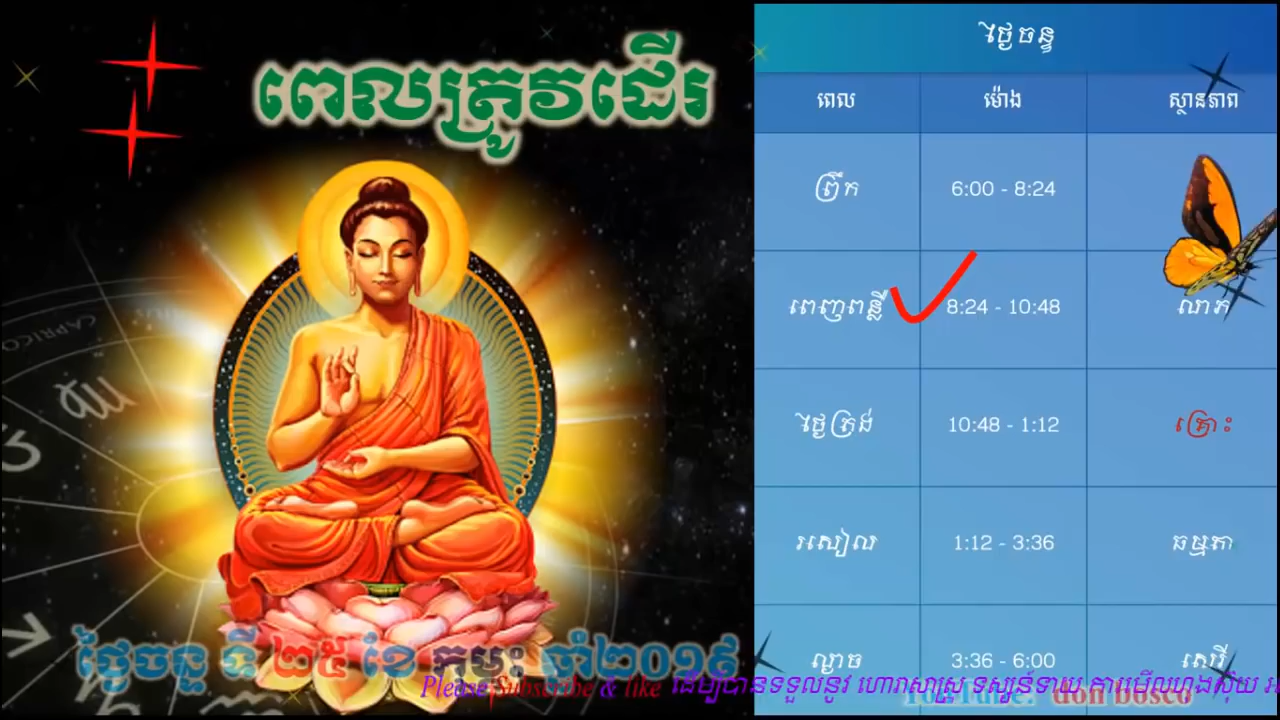 ពេលត្រូវដើរ
CAPRICO
ថ្ងៃចន្ទ
ពេល ម៉ោង ស្ថានភាព
ព្រឹក 6:00 - 8:24
ពេញពន្លឺ 8:24 - 10:48 លាភ
ថ្ងៃត្រង់ 10:48 - 1:12 គ្រោះ
រសៀល 1:12 - 3:36 ធម្មតា
ល្ងាច 3:36 - 6:00 សេរី
ថ្ងៃចន្ទ ទី ២៥ ខែ កុម្ភះ ឆ្នាំ២០១៩
Please Subscribe & like ដើម្បីបានទទួលនូវ ហោរាសាស្ត្រ ទស្សន៍ទាយ ការមើលហុងស៊ុយ
YouTube: don bosco